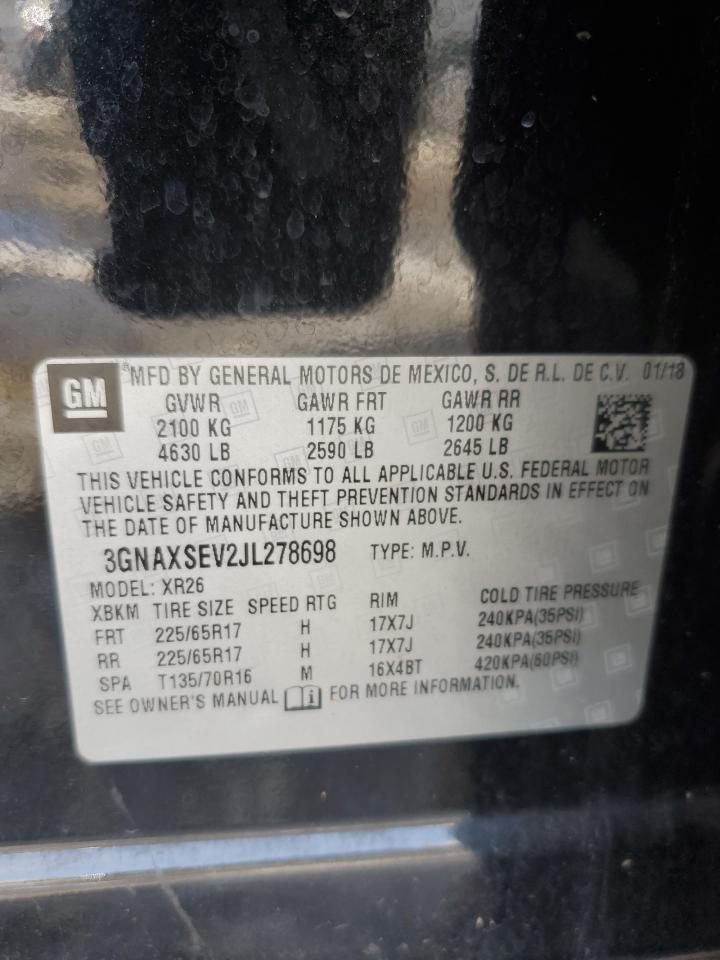 GM ® MFD BY GENERAL MOTORS DE MEXICO, S. DE R.L. DE C.V. 01/18
GVWR GAWR FRT GAWR RR
2100 KG 1175 KG 1200 KG
4630 LB 2590 LB 2645 LB
THIS VEHICLE CONFORMS TO ALL APPLICABLE U.S. FEDERAL MOTOR
VEHICLE SAFETY AND THEFT PREVENTION STANDARDS IN EFFECT ON
THE DATE OF MANUFACTURE SHOWN ABOVE.
3GNAXSEV2JL278698 TYPE: M.P.V.
MODEL: XR26
XBKM TIRE SIZE SPEED RTG RIM COLD TIRE PRESSURE
FRT 225/65R17 H 17X7J 240KPA(35PSI)
RR 225/65R17 H 17X7J 240KPA(35PSI)
SPA T135/70R16 M 16X4BT 420KPA(60PSI)
SEE OWNER'S MANUAL i FOR MORE INFORMATION.